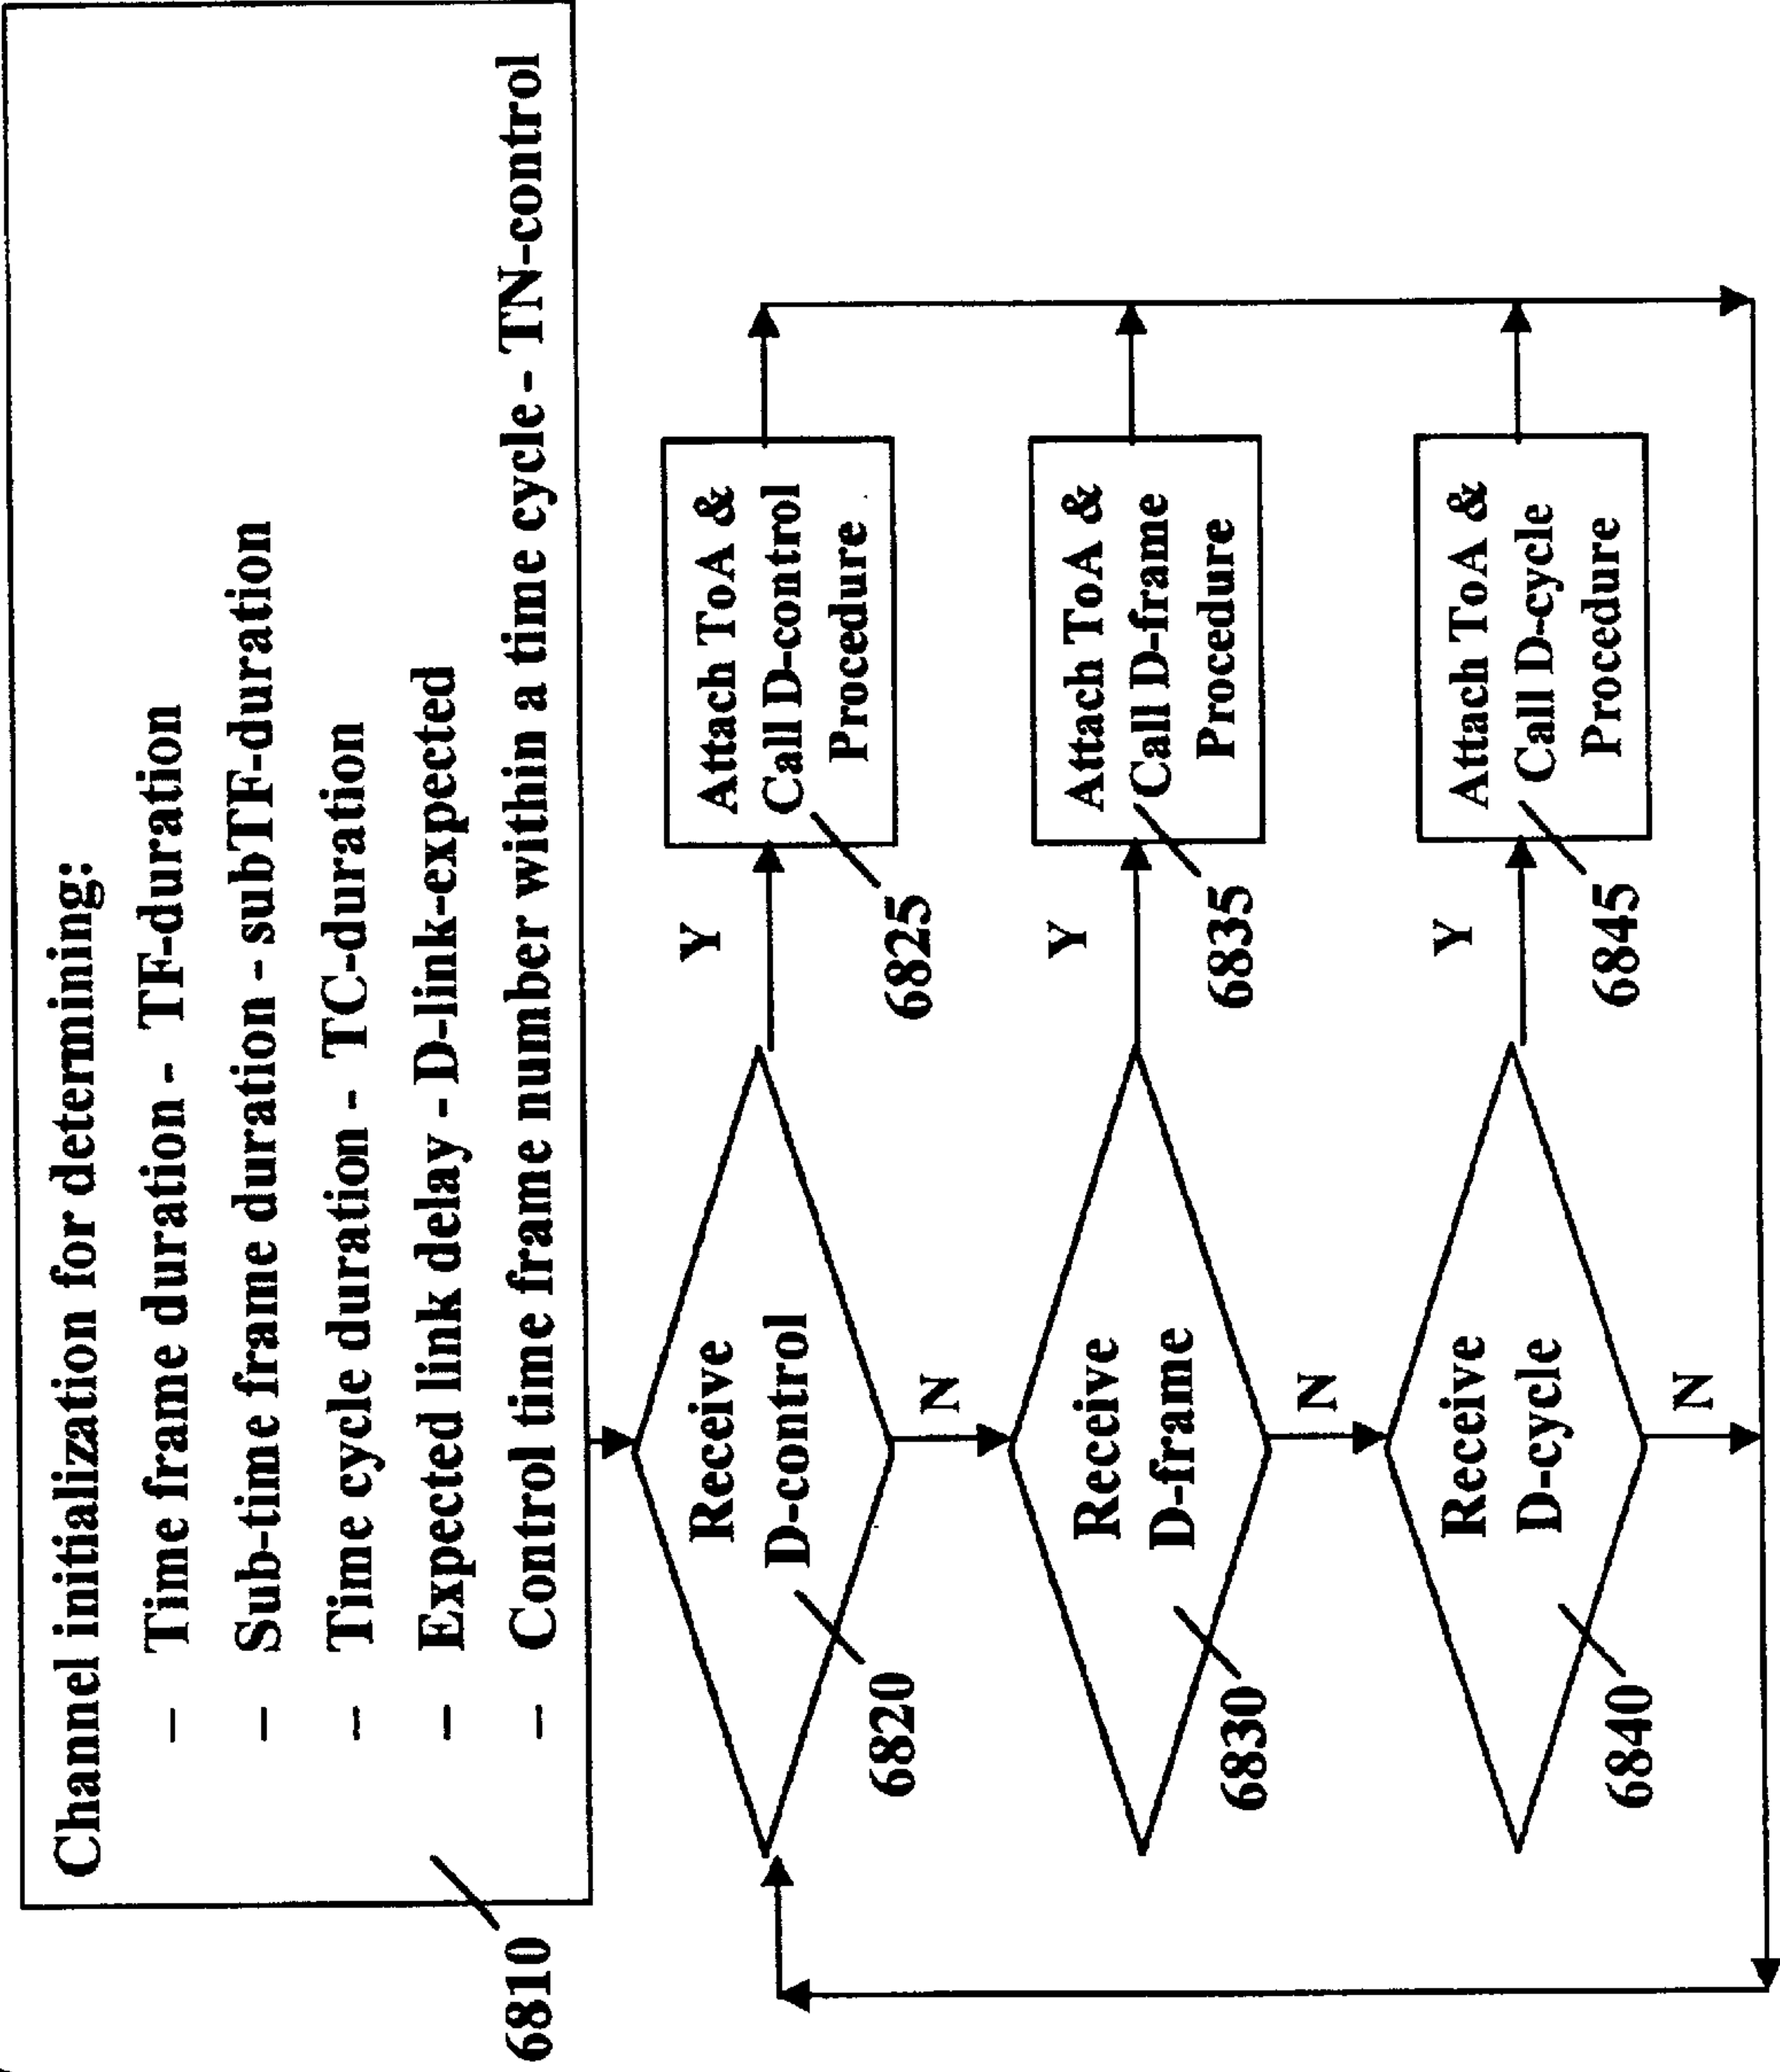 Channel initialization for determining:
– Time frame duration - TF-duration
– Sub-time frame duration - subTF-duration
– Time cycle duration - TC-duration
– Expected link delay - D-link-expected
– Control time frame number within a time cycle - TN-control
6810
Receive
D-control
6820
Y
Attach ToA &
Call D-control
Procedure
6825
N
Receive
D-frame
6830
Y
Attach ToA &
Call D-frame
Procedure
6835
N
Receive
D-cycle
6840
Y
Attach ToA &
Call D-cycle
Procedure
6845
N